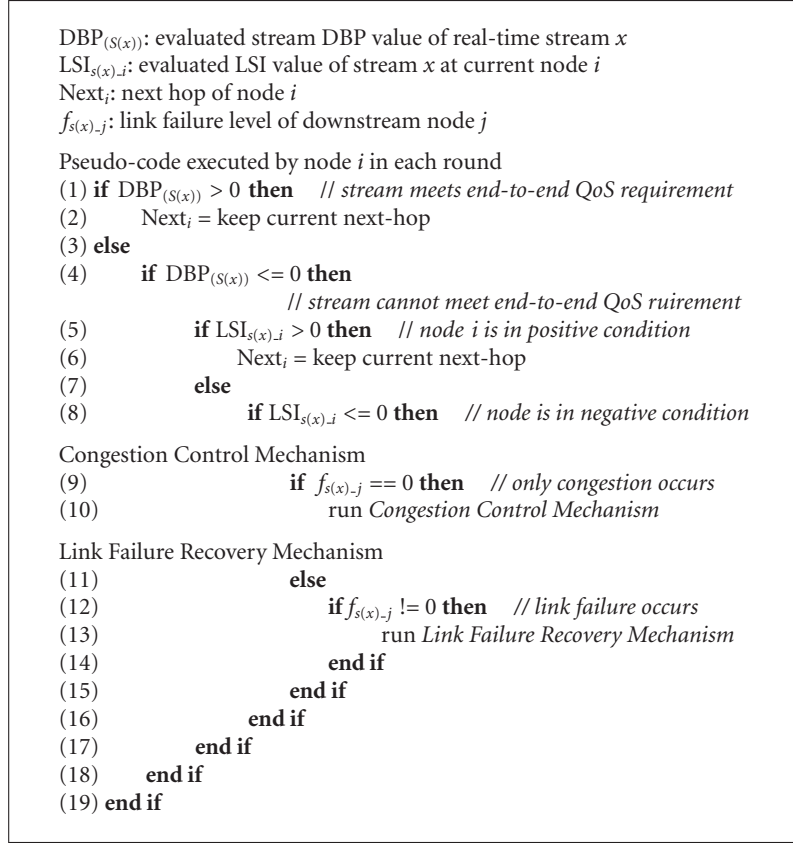 DBP(S(x)): evaluated stream DBP value of real-time stream x
LSIs(x)_i: evaluated LSI value of stream x at current node i
Nexti: next hop of node i
fs(x)_j: link failure level of downstream node j
Pseudo-code executed by node i in each round
(1) if DBP(S(x)) > 0 then // stream meets end-to-end QoS requirement
(2) Nexti = keep current next-hop
(3) else
(4) if DBP(S(x)) <= 0 then
// stream cannot meet end-to-end QoS ruirement
(5) if LSIs(x)_i > 0 then // node i is in positive condition
(6) Nexti = keep current next-hop
(7) else
(8) if LSIs(x)_i <= 0 then // node is in negative condition
Congestion Control Mechanism
(9) if fs(x)_j == 0 then // only congestion occurs
(10) run Congestion Control Mechanism
Link Failure Recovery Mechanism
(11) else
(12) if fs(x)_j != 0 then // link failure occurs
(13) run Link Failure Recovery Mechanism
(14) end if
(15) end if
(16) end if
(17) end if
(18) end if
(19) end if